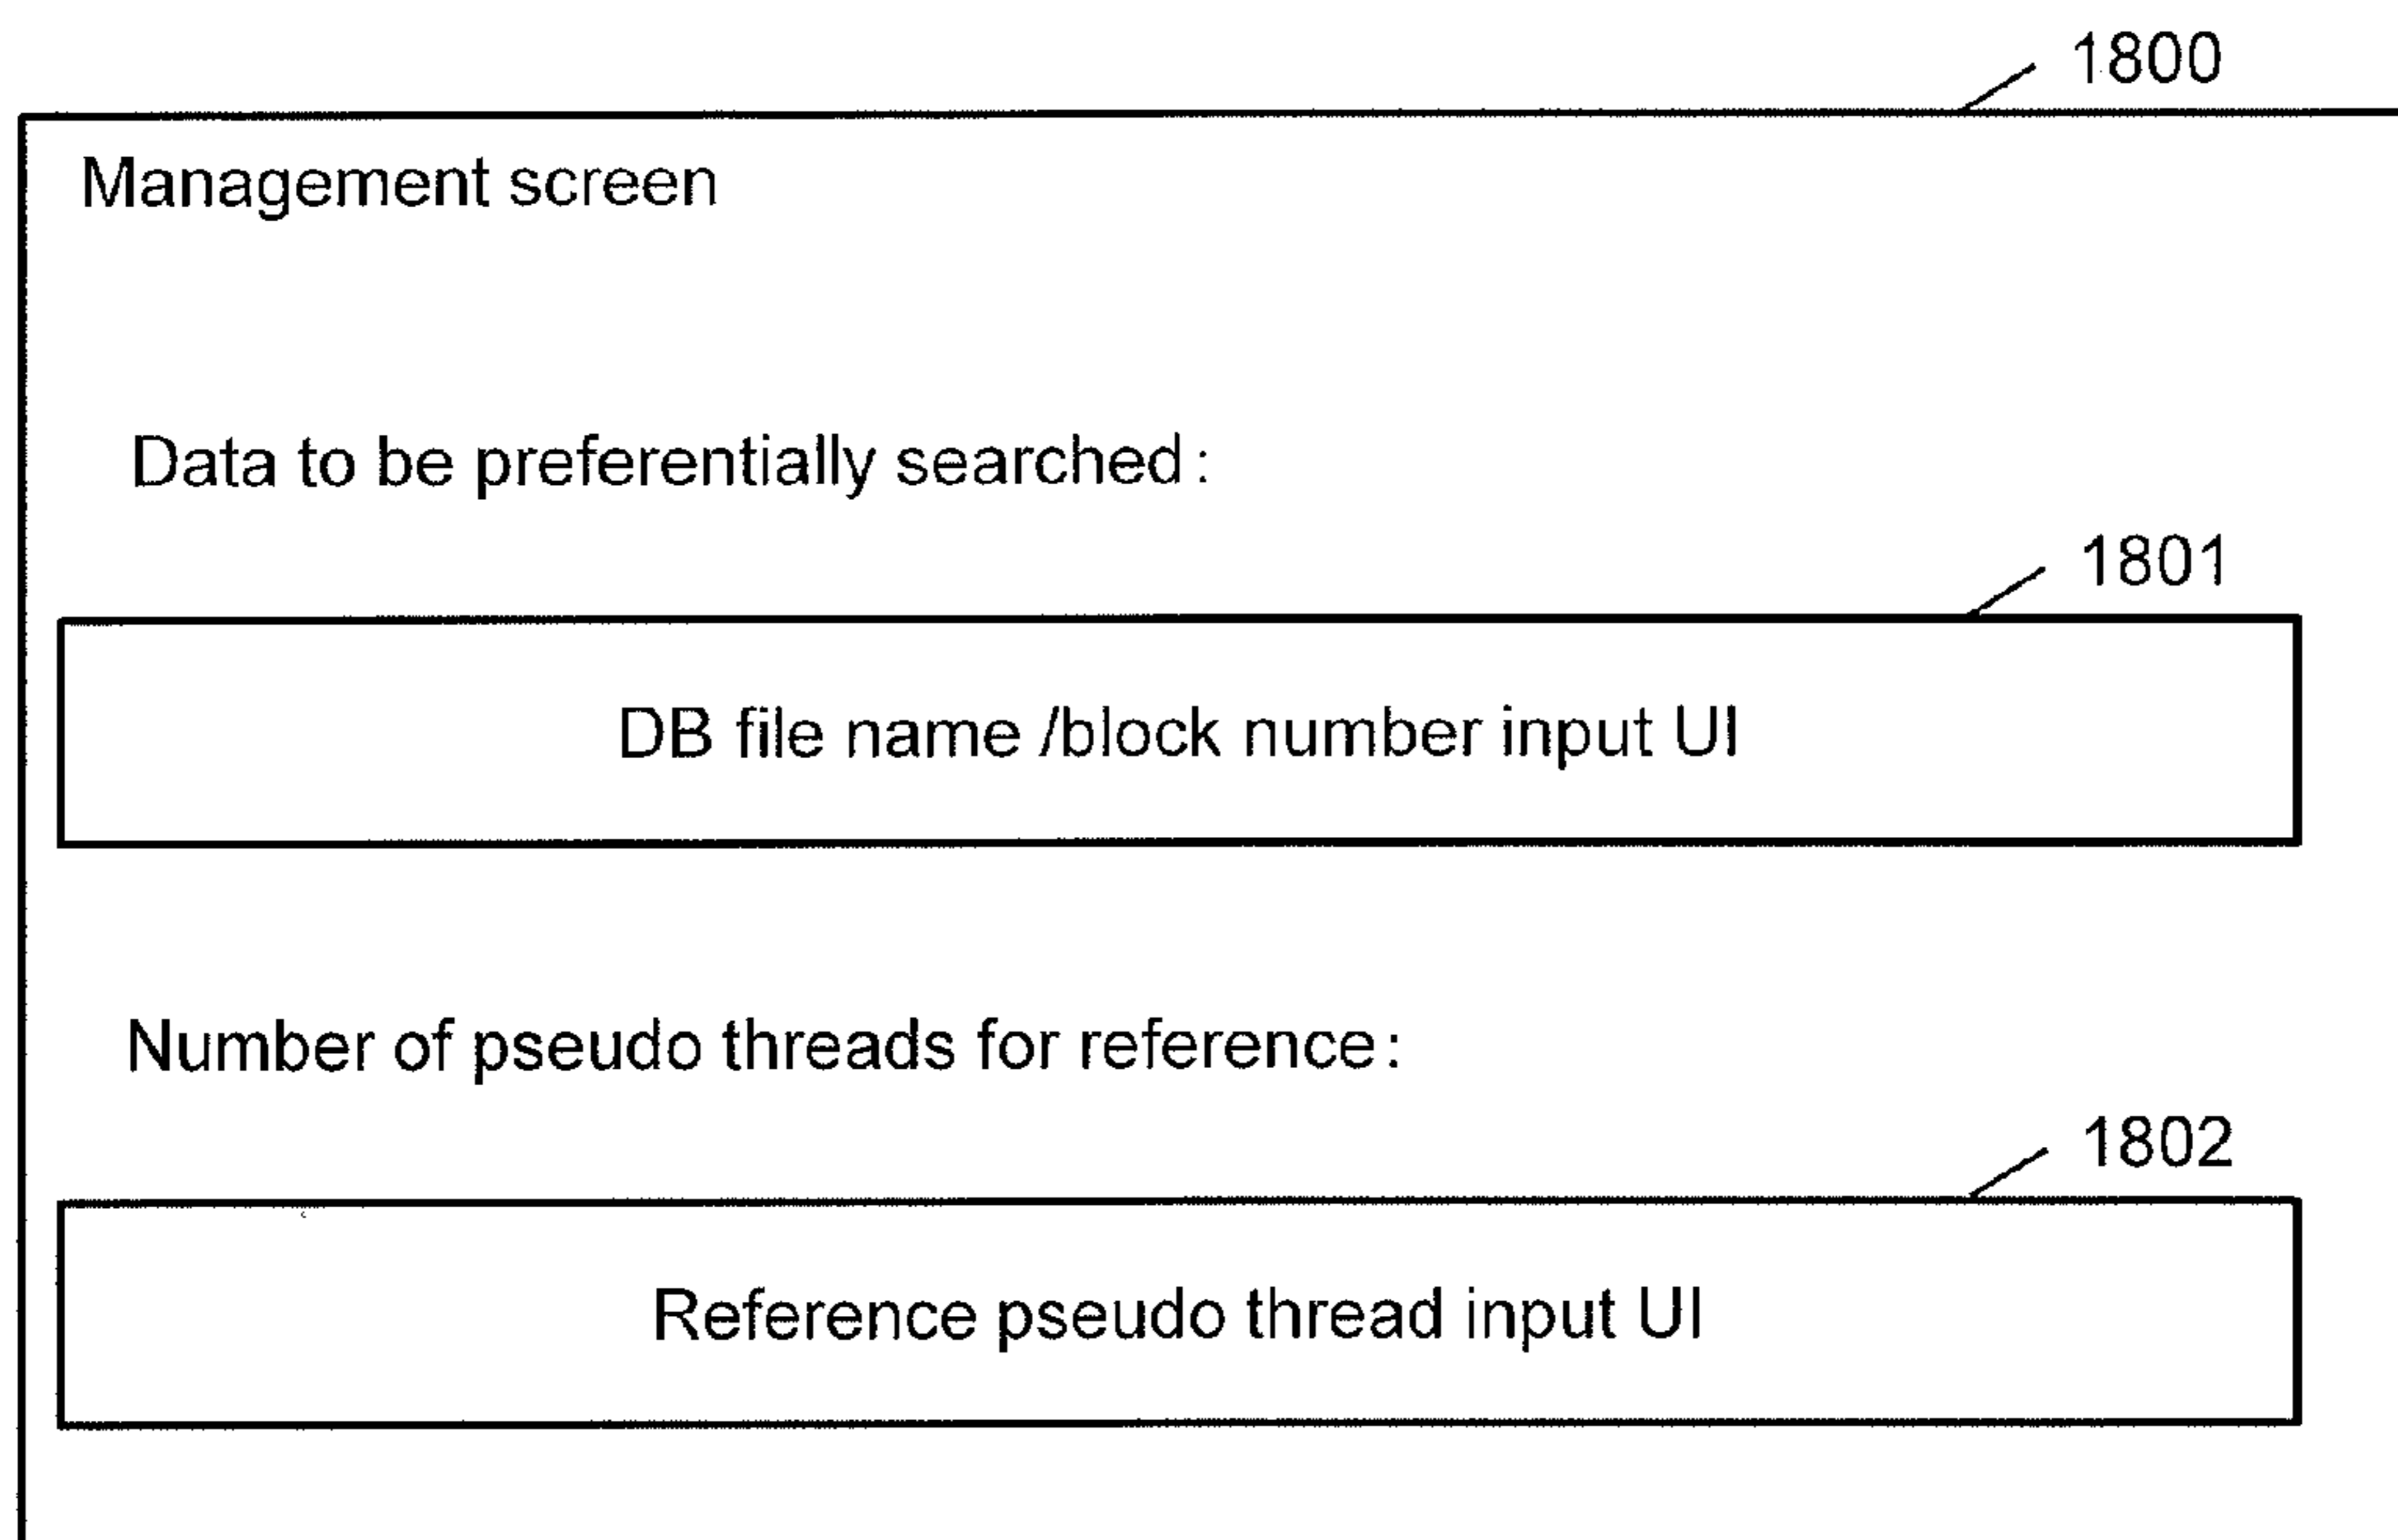 1800
Management screen
Data to be preferentially searched:
1801
DB file name /block number input UI
Number of pseudo threads for reference:
1802
Reference pseudo thread input UI